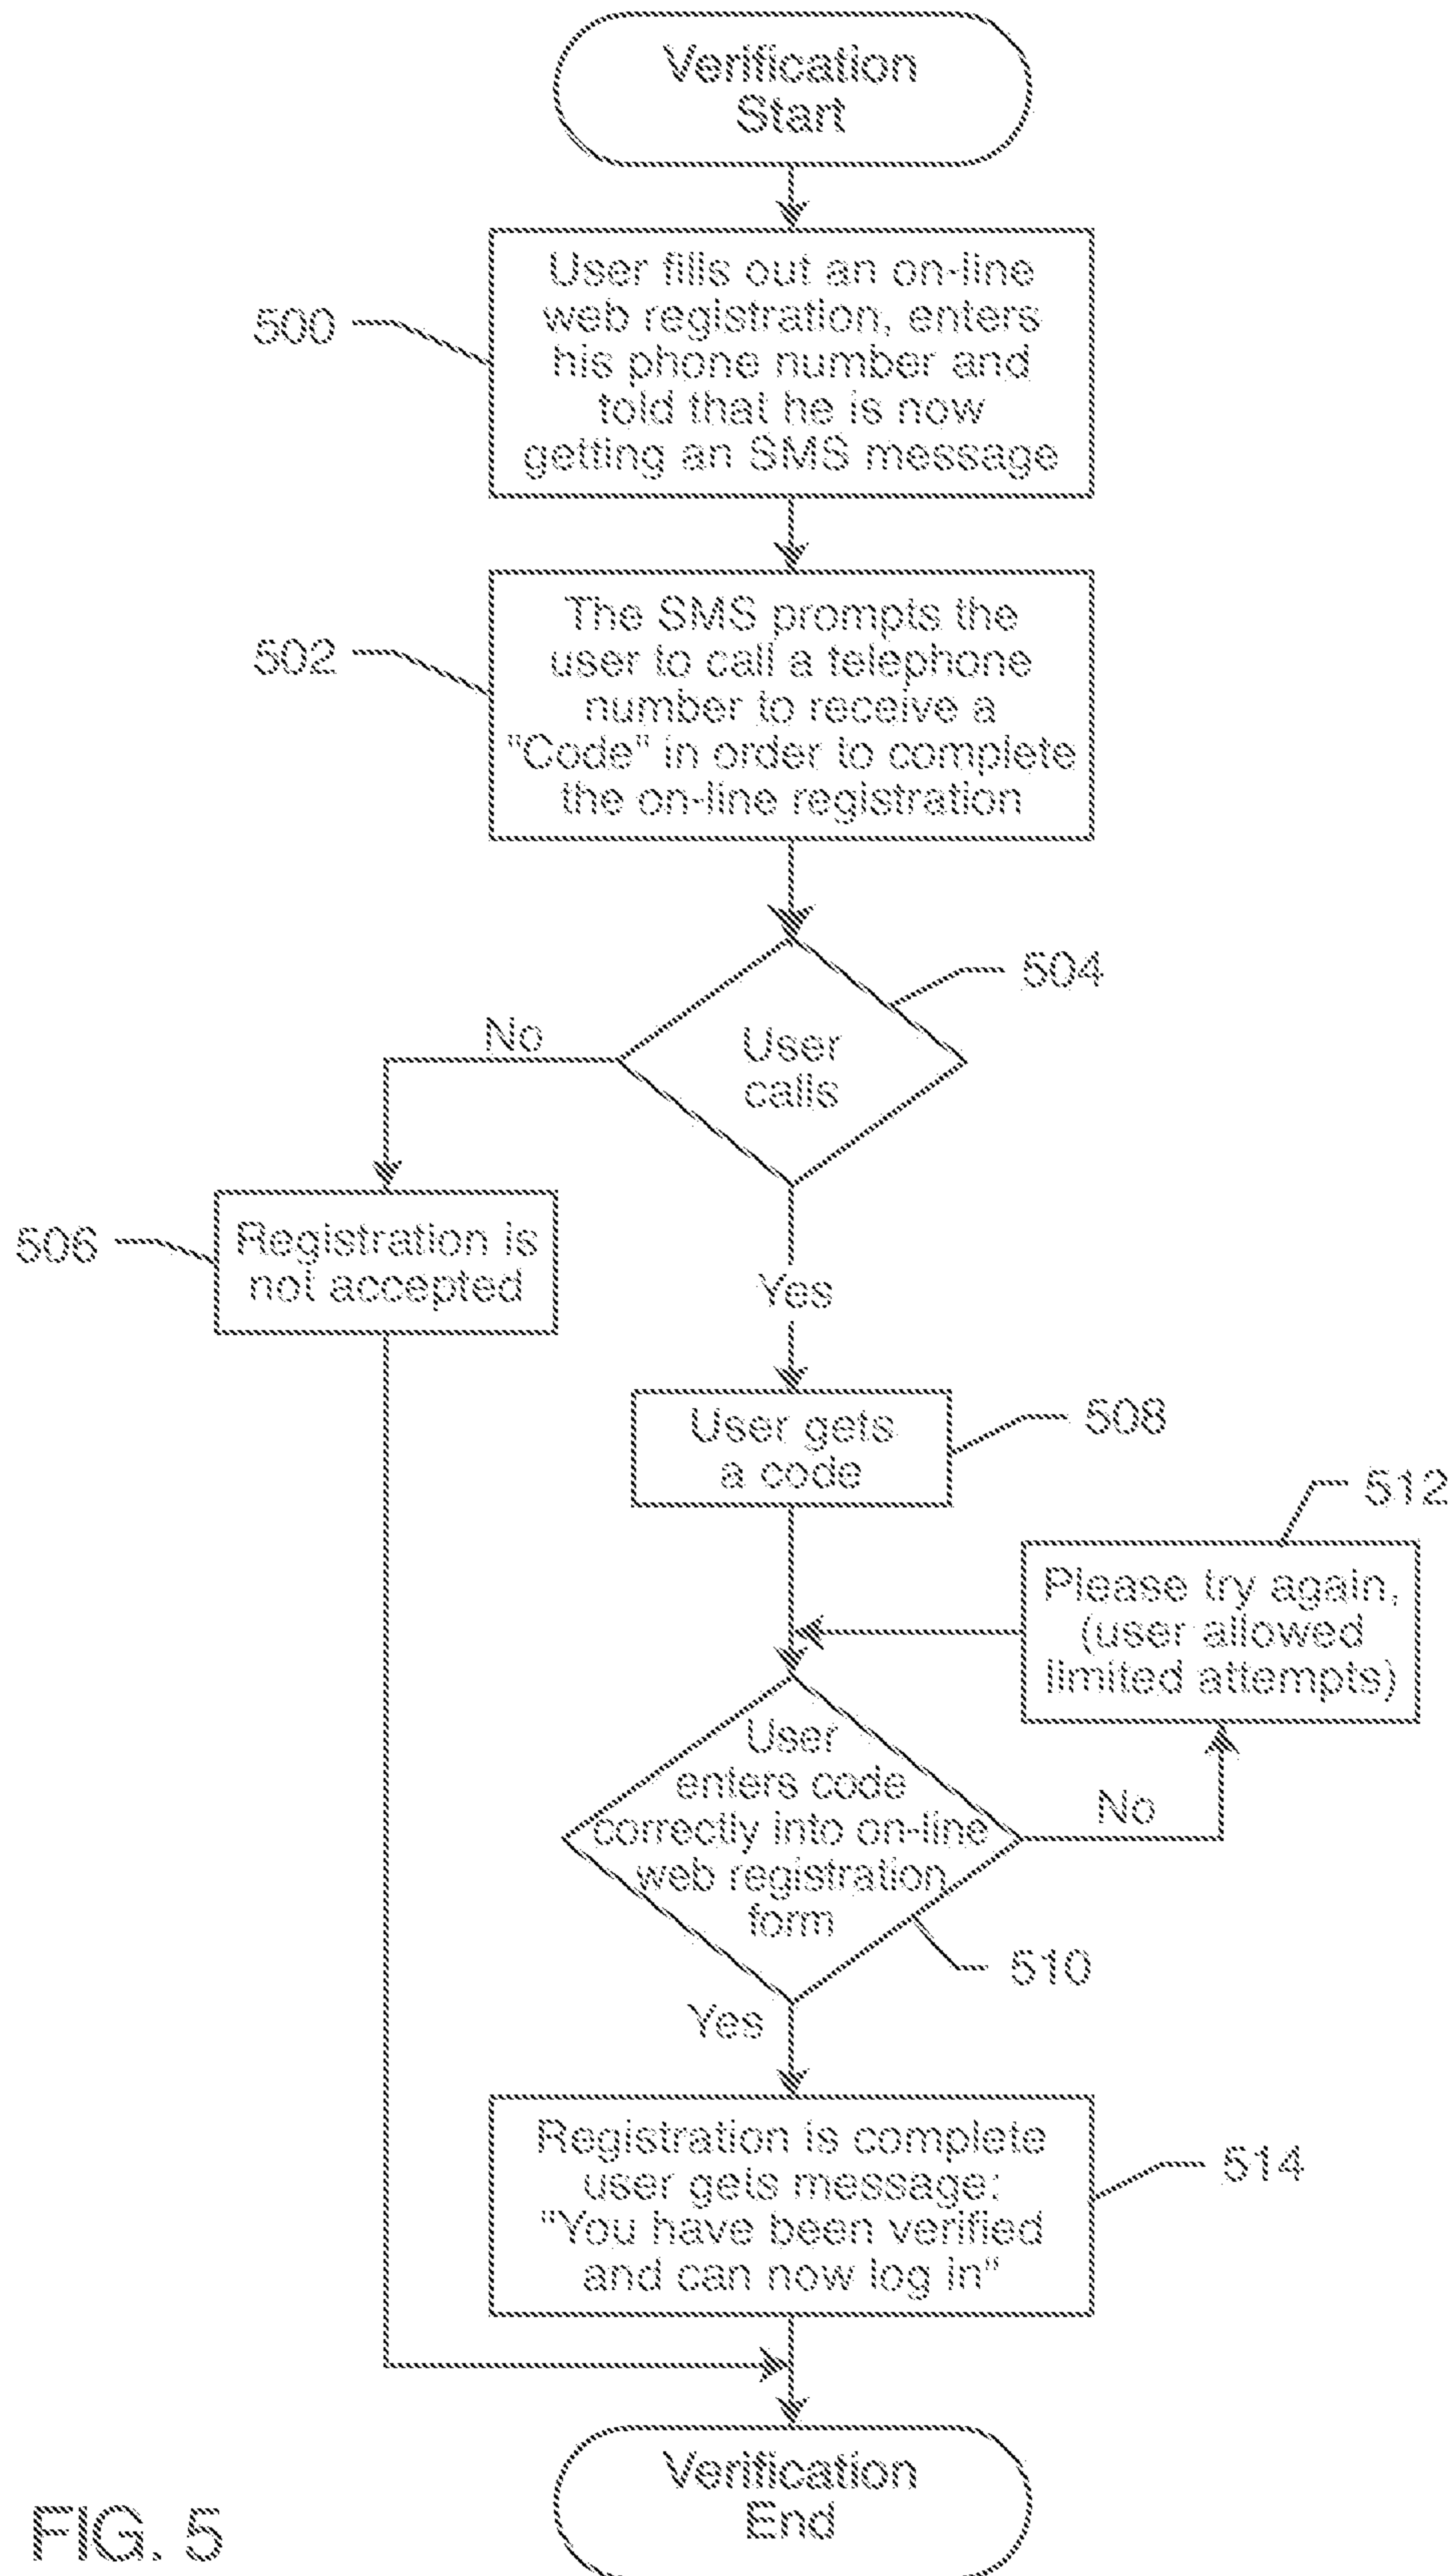 Verification
Start
500
User fills out an on-line
web registration, enters
his phone number and
told that he is now
getting an SMS message
502
The SMS prompts the
user to call a telephone
number to receive a
"Code" in order to complete
the on-line registration
504
User
calls
No
506
Registration is
not accepted
Yes
User gets
a code
508
512
Please try again,
(user allowed
limited attempts)
User
enters code
correctly into on-line
web registration
form
No
510
Yes
Registration is complete
user gets message:
"You have been verified
and can now log in"
514
Verification
End
FIG. 5